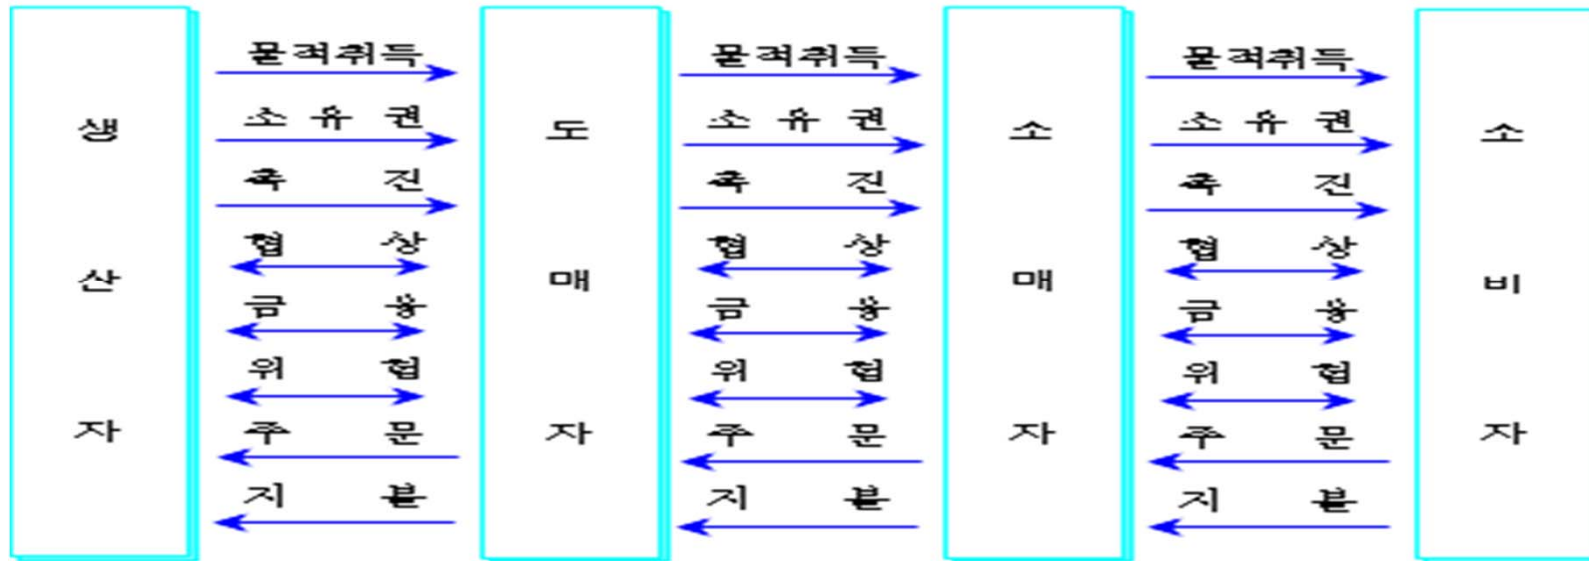 생산자
물적취득
소 유 권
촉 진
협 상
금 융
위 험
주 문
지 불
도매자
물적취득
소 유 권
촉 진
협 상
금 융
위 험
주 문
지 불
소매자
물적취득
소 유 권
촉 진
협 상
금 융
위 험
주 문
지 불
소비자